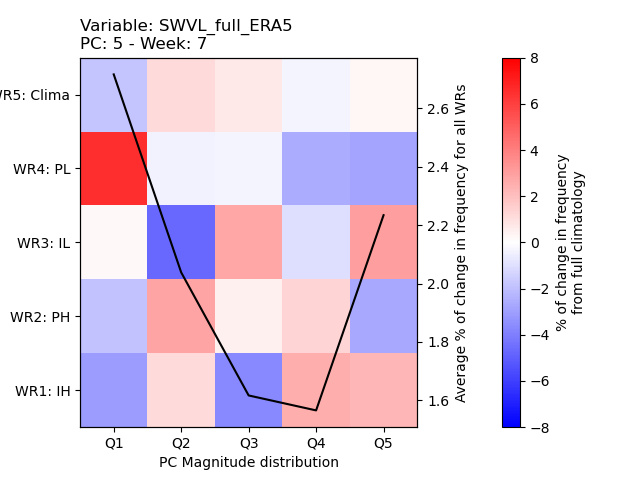 Variable: SWVL_full_ERA5
PC: 5 - Week: 7
WR5: Clima
WR4: PL
WR3: IL
WR2: PH
WR1: IH
Q1 Q2 Q3 Q4 Q5
PC Magnitude distribution
2.6
2.4
2.2
2.0
1.8
1.6
Average % of change in frequency for all WRs
8
6
4
2
0
−2
−4
−6
−8
% of change in frequency
from full climatology